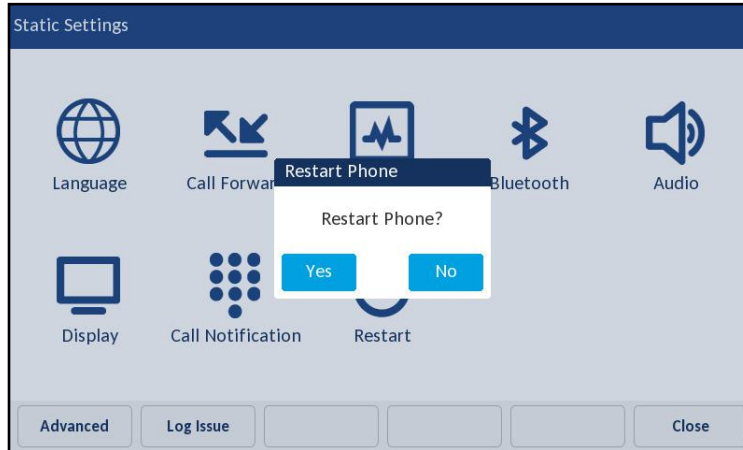 Static Settings
Language
Call Forwar
Bluetooth
Audio
Restart Phone
Restart Phone?
Yes
No
Display
Call Notification
Restart
Advanced
Log Issue
Close